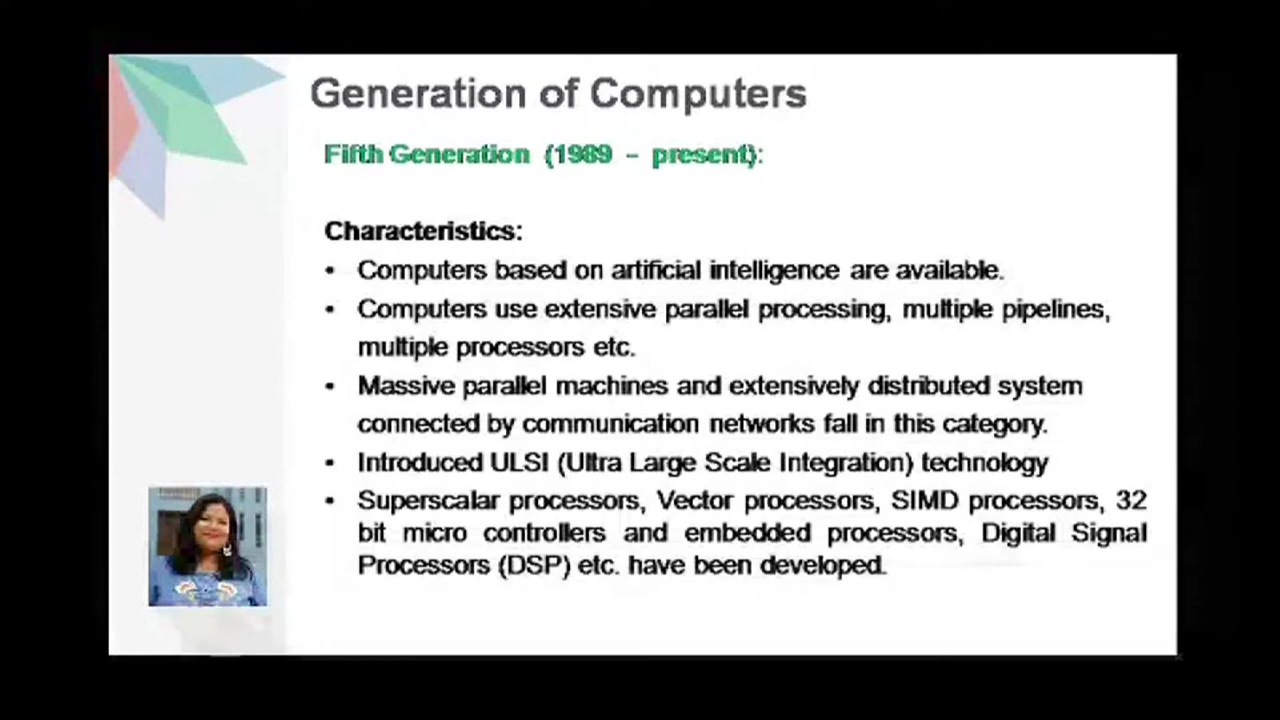 Generation of Computers
Fifth Generation (1989 – present):
Characteristics:
• Computers based on artificial intelligence are available.
• Computers use extensive parallel processing, multiple pipelines,
multiple processors etc.
• Massive parallel machines and extensively distributed system
connected by communication networks fall in this category.
• Introduced ULSI (Ultra Large Scale Integration) technology
• Superscalar processors, Vector processors, SIMD processors, 32
bit micro controllers and embedded processors, Digital Signal
Processors (DSP) etc. have been developed.